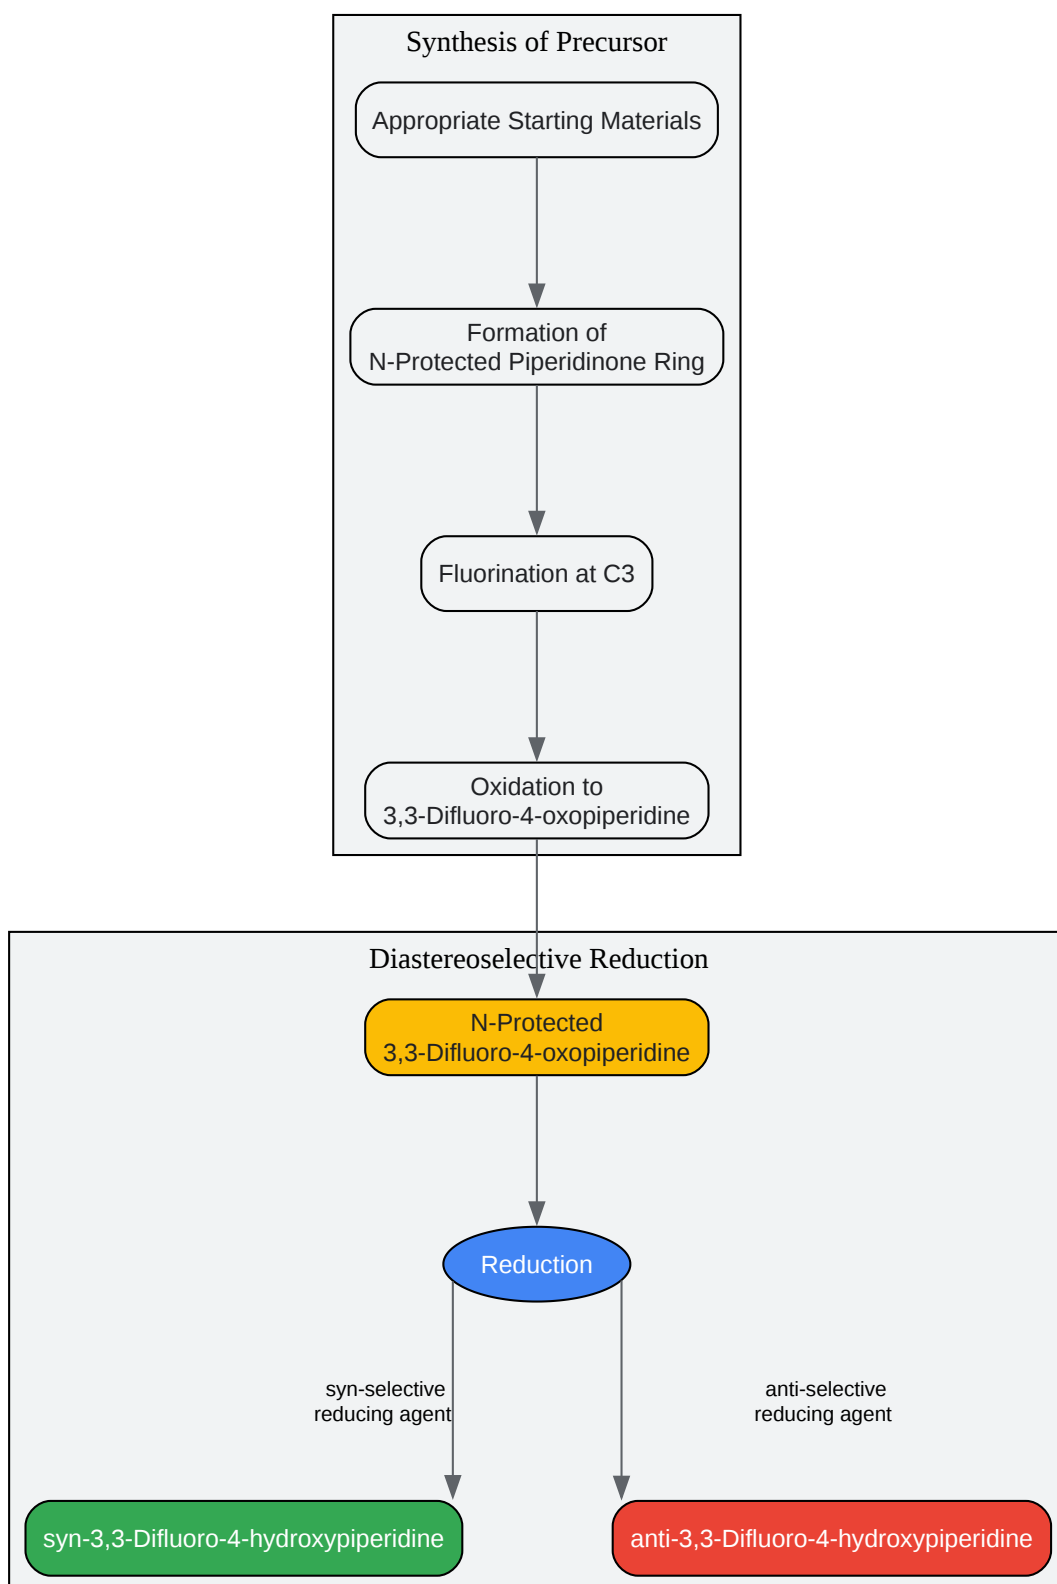 Synthesis of Precursor
Appropriate Starting Materials
Formation of
N-Protected Piperidinone Ring
Fluorination at C3
Oxidation to
3,3-Difluoro-4-oxopiperidine
Diastereoselective Reduction
N-Protected
3,3-Difluoro-4-oxopiperidine
Reduction
syn-selective
reducing agent
anti-selective
reducing agent
syn-3,3-Difluoro-4-hydroxypiperidine
anti-3,3-Difluoro-4-hydroxypiperidine